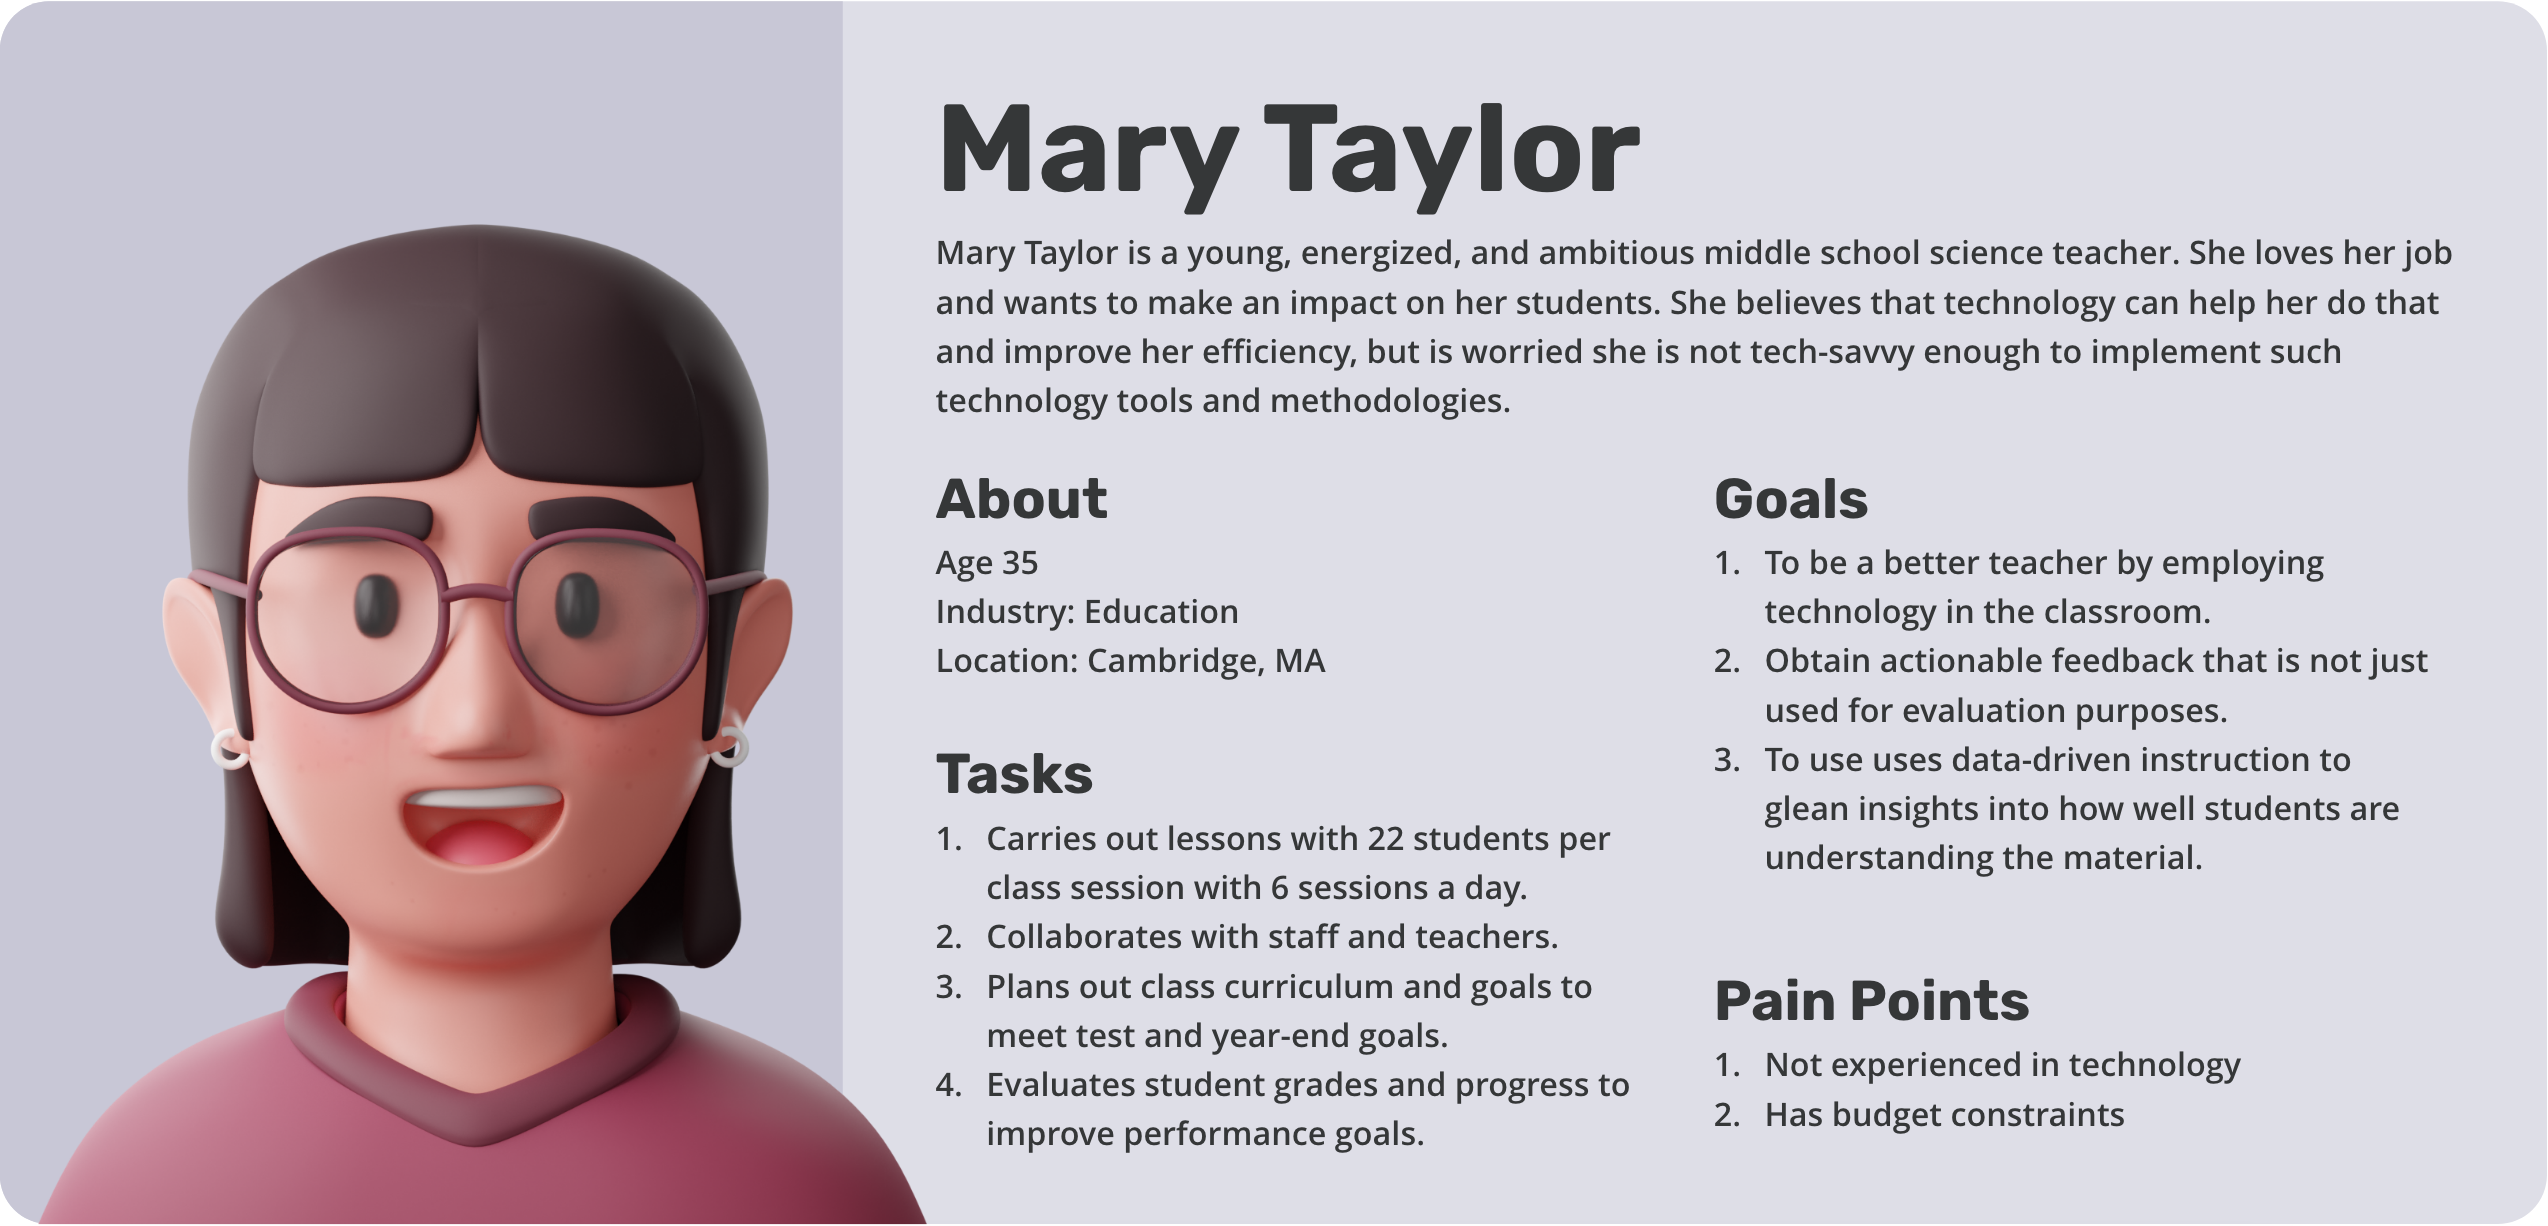 Mary Taylor
Mary Taylor is a young, energized, and ambitious middle school science teacher. She loves her job
and wants to make an impact on her students. She believes that technology can help her do that
and improve her efficiency, but is worried she is not tech-savvy enough to implement such
technology tools and methodologies.
About
Age 35
Industry: Education
Location: Cambridge, MA
Tasks
1. Carries out lessons with 22 students per
class session with 6 sessions a day.
2. Collaborates with staff and teachers.
3. Plans out class curriculum and goals to
meet test and year-end goals.
4. Evaluates student grades and progress to
improve performance goals.
Goals
1. To be a better teacher by employing
technology in the classroom.
2. Obtain actionable feedback that is not just
used for evaluation purposes.
3. To use uses data-driven instruction to
glean insights into how well students are
understanding the material.
Pain Points
1. Not experienced in technology
2. Has budget constraints